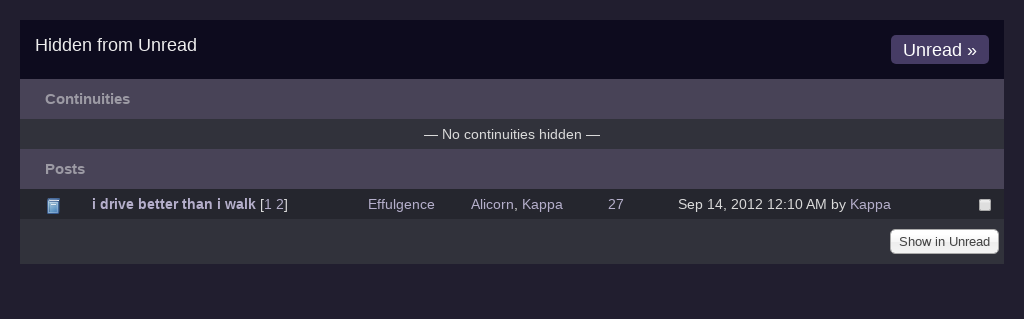 Hidden from Unread
Unread »
Continuities
— No continuities hidden —
Posts
i drive better than i walk [1 2] Effulgence Alicorn, Kappa 27 Sep 14, 2012 12:10 AM by Kappa
Show in Unread